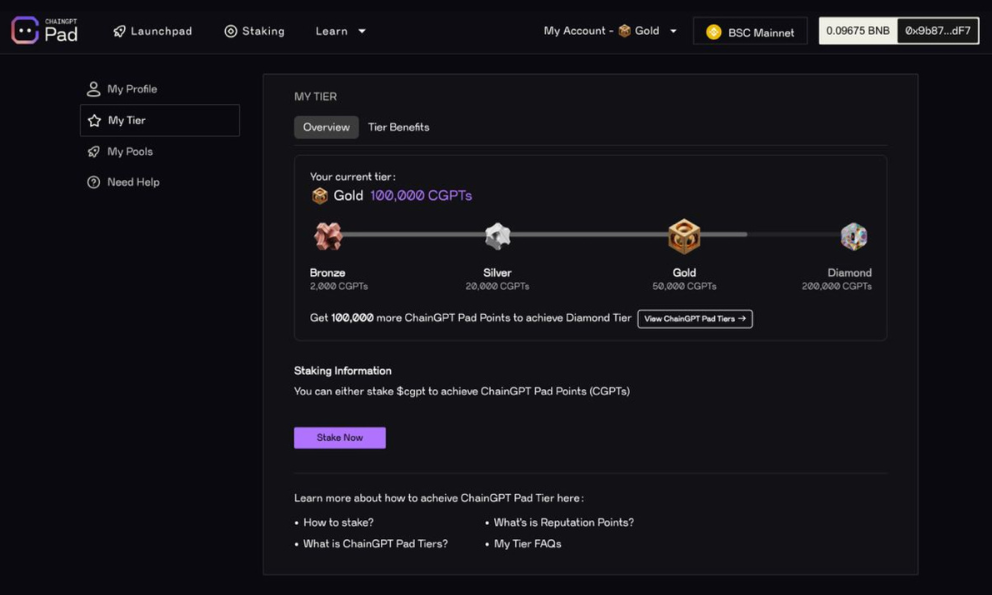 CHAINGPT
Pad
Launchpad
Staking
Learn
My Account - Gold
BSC Mainnet
0.09675 BNB
0x9b87...dF7
My Profile
My Tier
My Pools
Need Help
MY TIER
Overview
Tier Benefits
Your current tier:
Gold 100,000 CGPTs
Bronze
2,000 CGPTs
Silver
20,000 CGPTs
Gold
50,000 CGPTs
Diamond
200,000 CGPTs
Get 100,000 more ChainGPT Pad Points to achieve Diamond Tier
View ChainGPT Pad Tiers →
Staking Information
You can either stake $cgpt to achieve ChainGPT Pad Points (CGPTs)
Stake Now
Learn more about how to acheive ChainGPT Pad Tier here:
• How to stake?
• What's is Reputation Points?
• What is ChainGPT Pad Tiers?
• My Tier FAQs